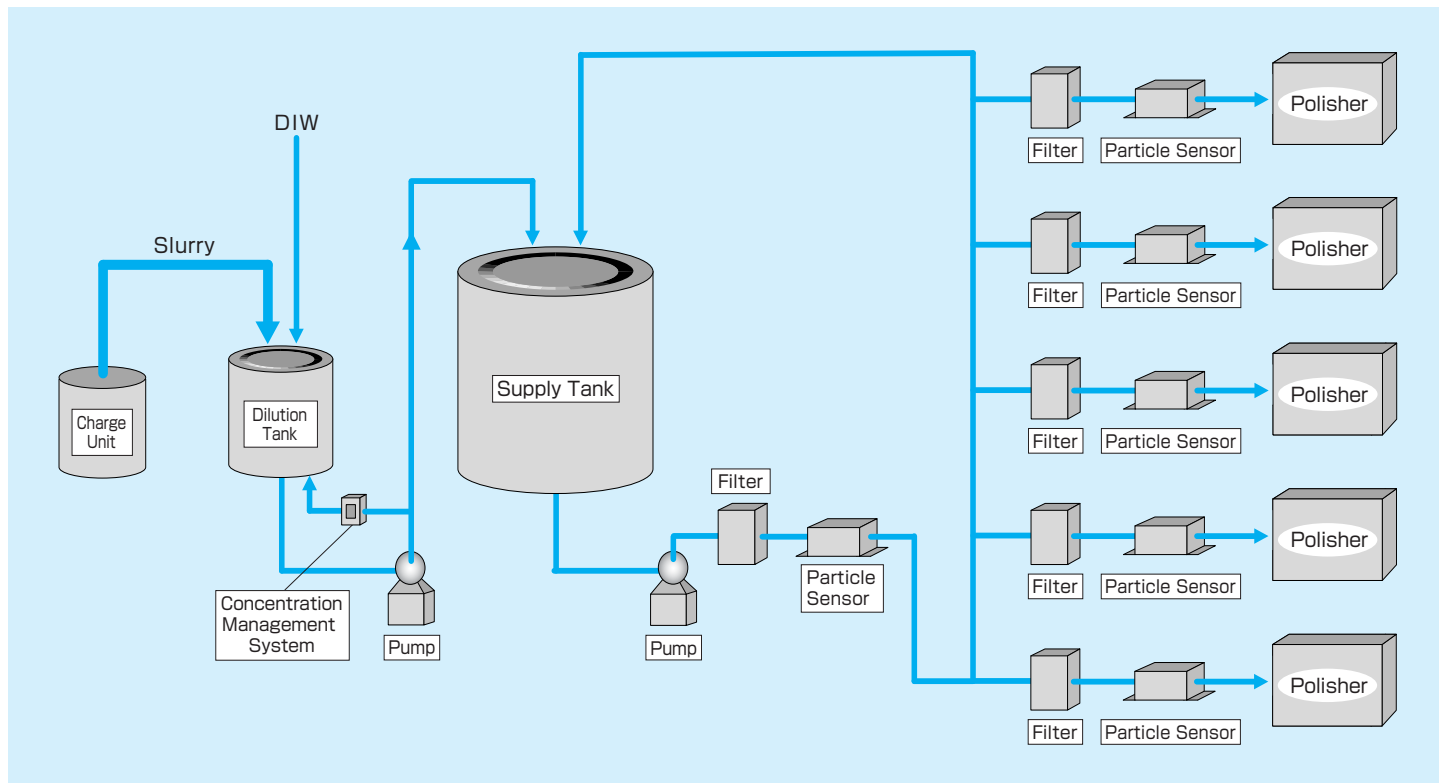 DIW
Slurry
Charge
Unit
Dilution
Tank
Concentration
Management
System
Pump
Supply Tank
Pump
Filter
Particle
Sensor
Filter
Particle Sensor
Polisher
Filter
Particle Sensor
Polisher
Filter
Particle Sensor
Polisher
Filter
Particle Sensor
Polisher
Filter
Particle Sensor
Polisher